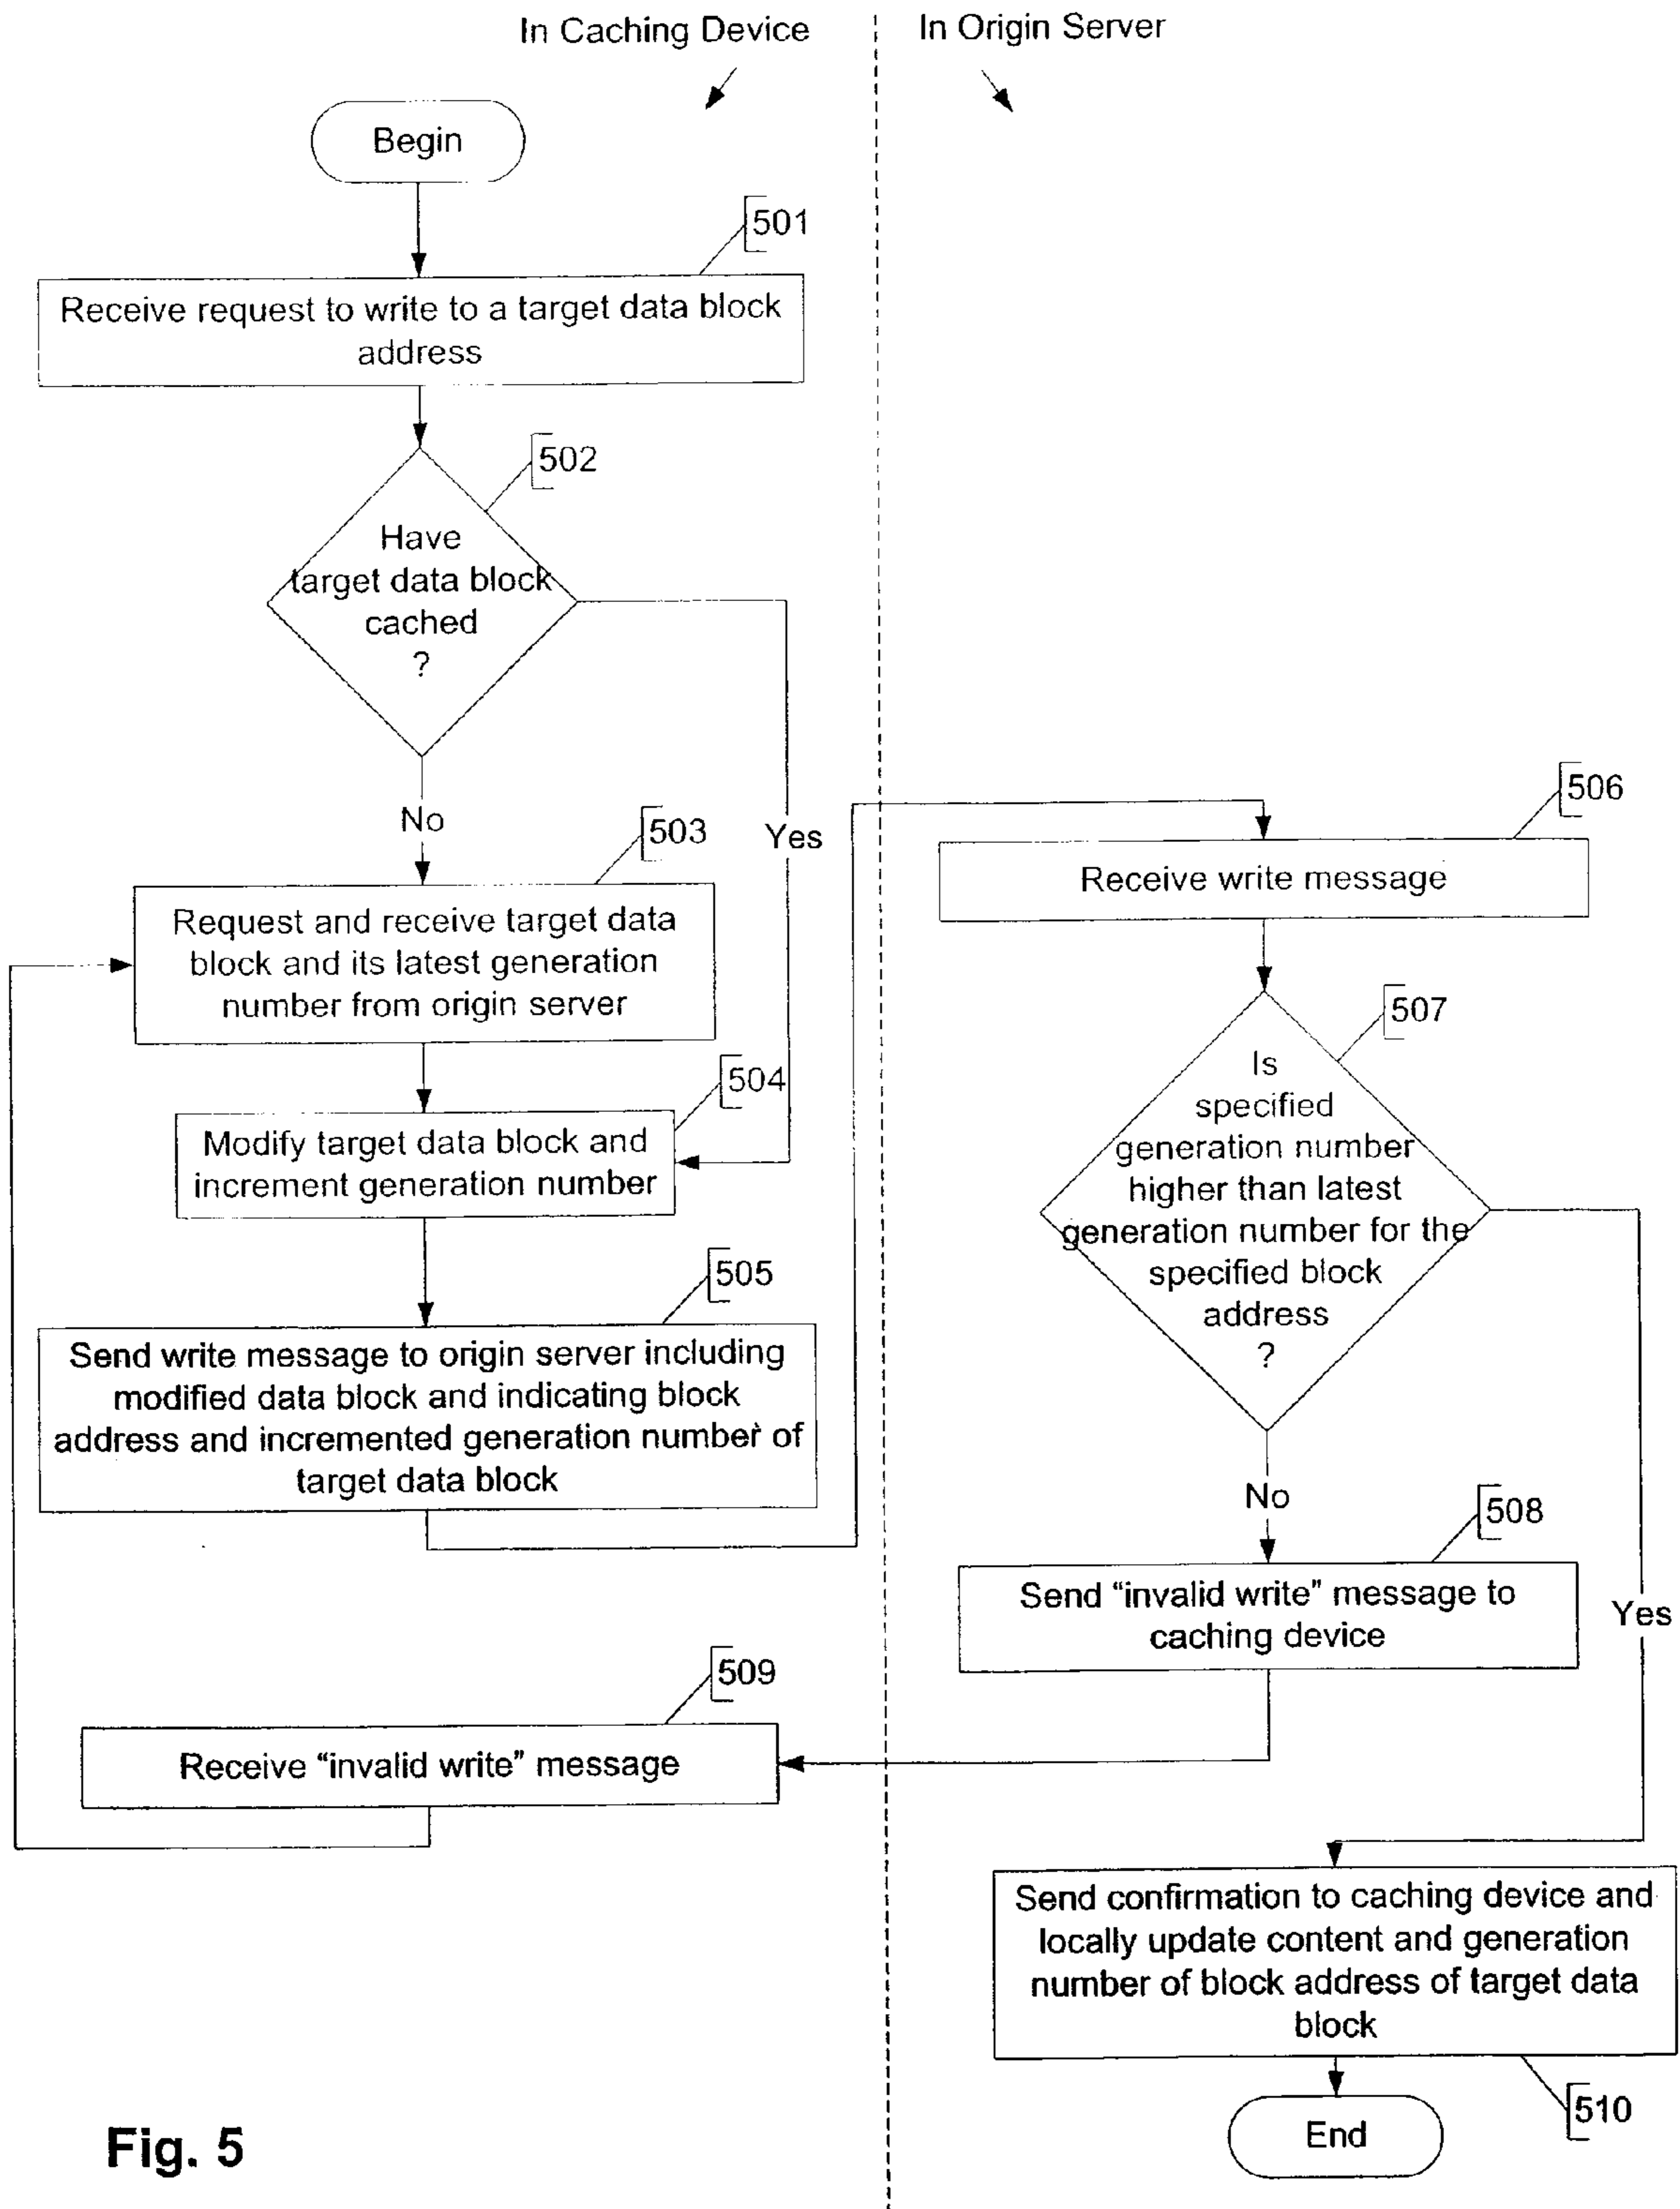 In Caching Device
In Origin Server
Begin
501
Receive request to write to a target data block
address
502
Have
target data block
cached
?
No
Yes
503
Request and receive target data
block and its latest generation
number from origin server
504
Modify target data block and
increment generation number
505
Send write message to origin server including
modified data block and indicating block
address and incremented generation number of
target data block
506
Receive write message
507
Is
specified
generation number
higher than latest
generation number for the
specified block
address
?
No
Yes
508
Send “invalid write” message to
caching device
509
Receive “invalid write” message
Send confirmation to caching device and
locally update content and generation
number of block address of target data
block
510
End
Fig. 5